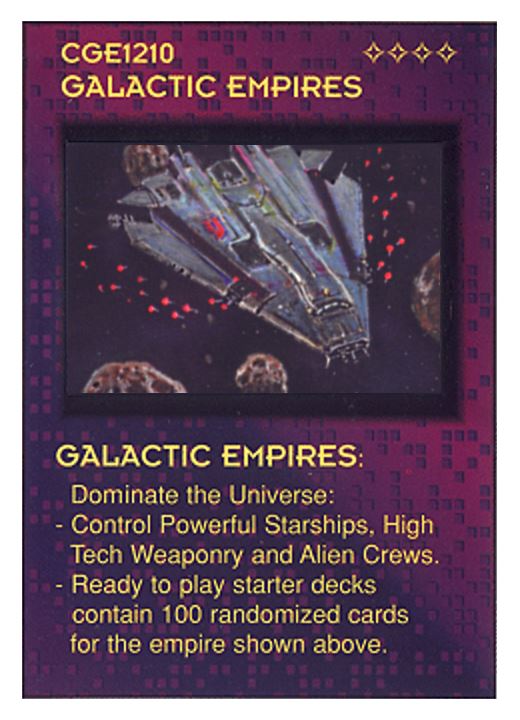 CGE1210
GALACTIC EMPIRES
GALACTIC EMPIRES:
Dominate the Universe:
- Control Powerful Starships, High
Tech Weaponry and Alien Crews.
- Ready to play starter decks
contain 100 randomized cards
for the empire shown above.